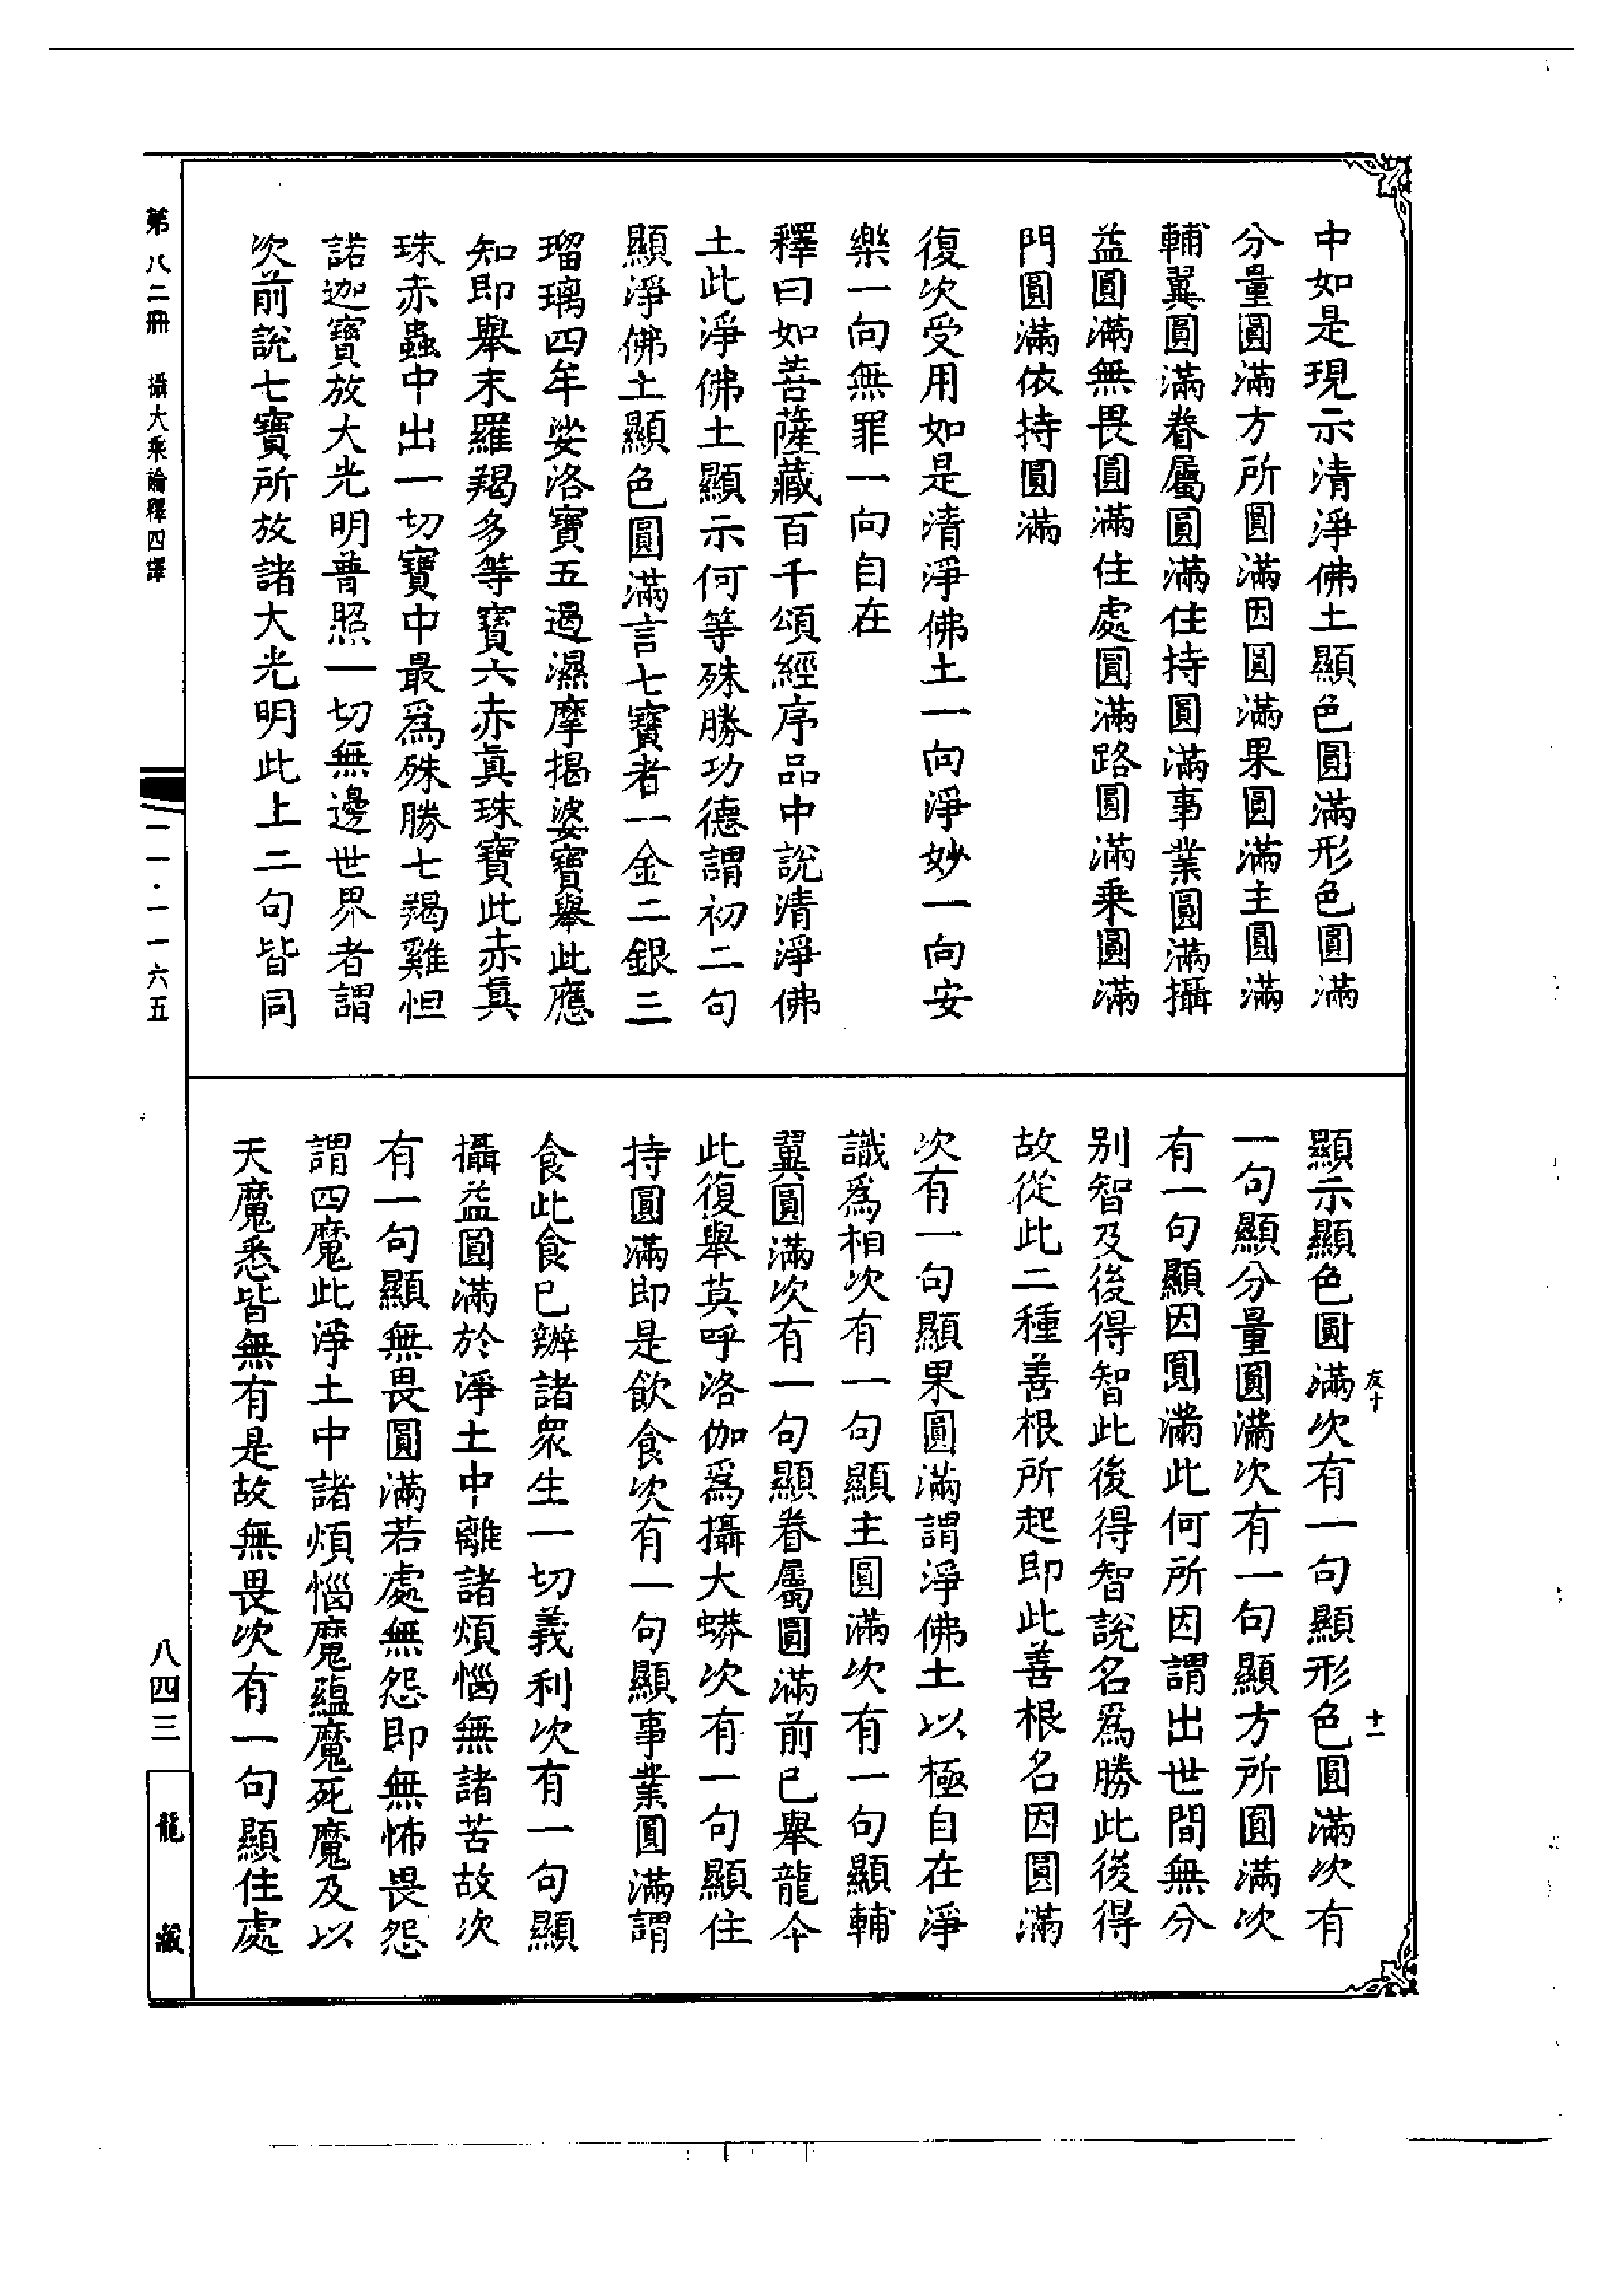 中如是現示清淨佛土顯色圓滿形色圓滿
分量圓滿方所圓滿因圓滿果圓滿主圓滿
輔翼圓滿眷屬圓滿住持圓滿事業圓滿攝
益圓滿無畏圓滿住處圓滿路圓滿乘圓滿
門圓滿依持圓滿
復次受用如是清淨佛土一向淨妙一向安
樂一向無罪一向自在
釋曰如菩薩藏百千頌經序品中說清淨佛
土此淨佛土顯示何等殊勝功德謂初二句
顯淨佛土顯色圓滿言七寶者一金二銀三
瑠璃四牟娑洛寶五遏濕摩揭婆寶舉此應
知即舉末羅羯多等寶六赤真珠寶此赤真
珠赤蟲中出一切寶中最爲殊勝七羯雞怛
諾迦寶放大光明普照一切無邊世界者謂
次前說七寶所放諸大光明此上二句皆同
顯示顯色圓滿次有一句顯形色圓滿次有
一句顯分量圓滿次有一句顯方所圓滿次
有一句顯因圓滿此何所因謂出世間無分
别智及後得智此後得智說名爲勝此後得
故從此二種善根所起即此善根名因圓滿
次有一句顯果圓滿謂淨佛土以極自在淨
識爲相次有一句顯主圓滿次有一句顯輔
翼圓滿次有一句顯眷屬圓滿前已舉龍今
此復舉莫呼洛伽爲攝大蟒次有一句顯住
持圓滿即是飲食次有一句顯事業圓滿謂
食此食已辦諸衆生一切義利次有一句顯
攝益圓滿於淨土中離諸煩惱無諸苦故次
有一句顯無畏圓滿若處無怨即無怖畏怨
謂四魔此淨土中諸煩惱魔蘊魔死魔及以
天魔悉皆無有是故無畏次有一句顯住處
友十
十一
第八二冊 攝大乘論釋四譯
一一·一一六五
八四三
龍藏